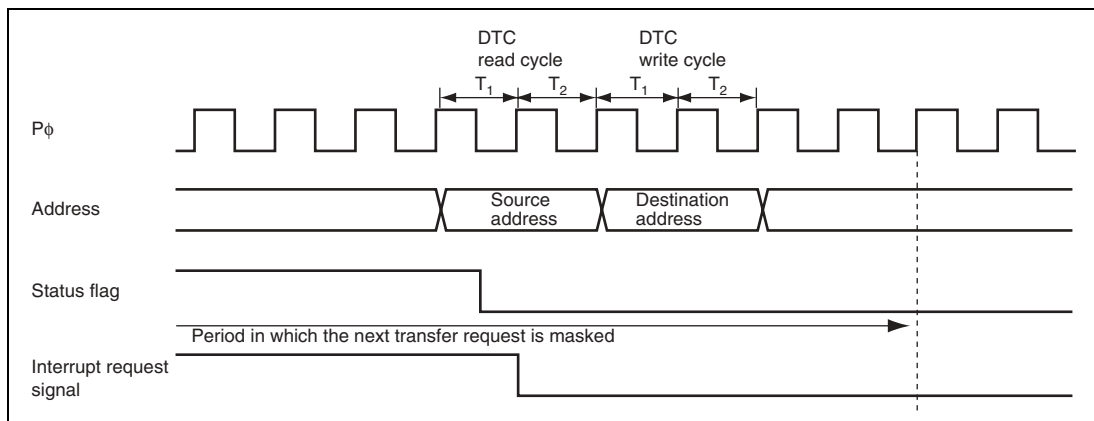 DTC
read cycle
DTC
write cycle
T1
T2
T1
T2
Pϕ
Address
Source
address
Destination
address
Status flag
Period in which the next transfer request is masked
Interrupt request
signal